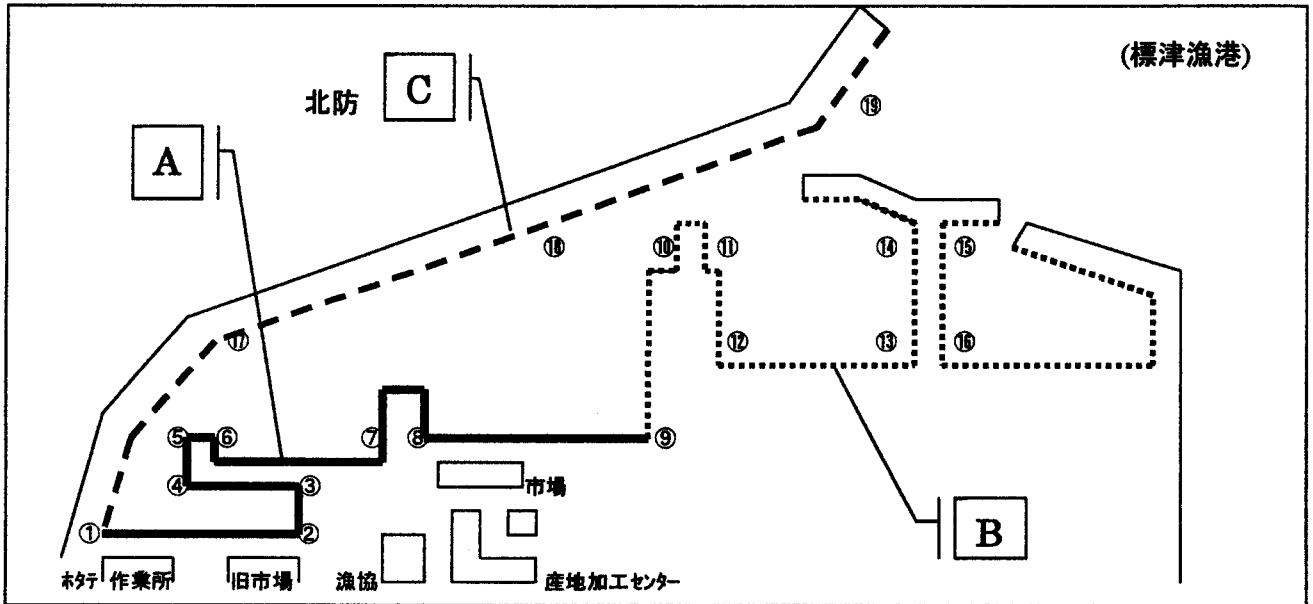 (標津漁港)
北防
C
A
⑲
⑱
⑩
⑪
⑭
⑮
⑰
⑫
⑬
⑯
⑤
⑥
⑦
⑧
⑨
④
③
市場
①
②
B
ホタテ 作業所
旧市場
漁協
産地加工センター